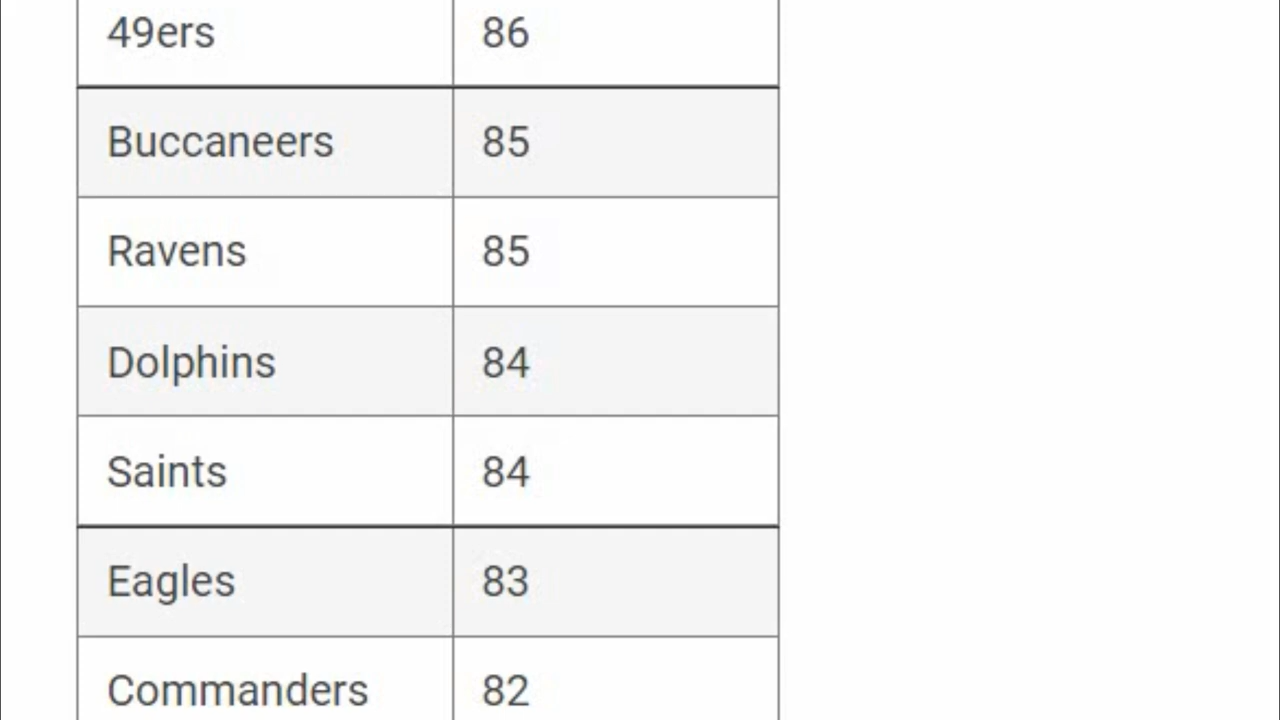 49ers 86
Buccaneers 85
Ravens 85
Dolphins 84
Saints 84
Eagles 83
Commanders 82